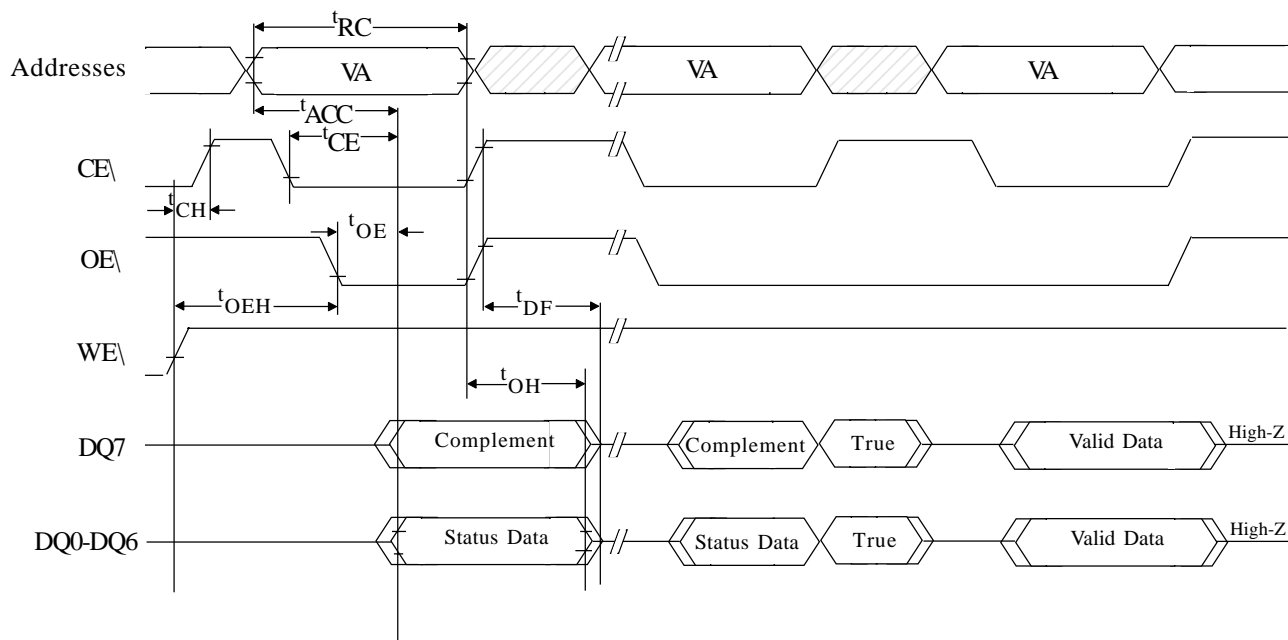 tRC
Addresses VA VA VA
tACC
tCE
CE\
tCH
tOE
OE\
tOEH
tDF
WE\
tOH
DQ7 Complement Complement True Valid Data High-Z
DQ0-DQ6 Status Data Status Data True Valid Data High-Z